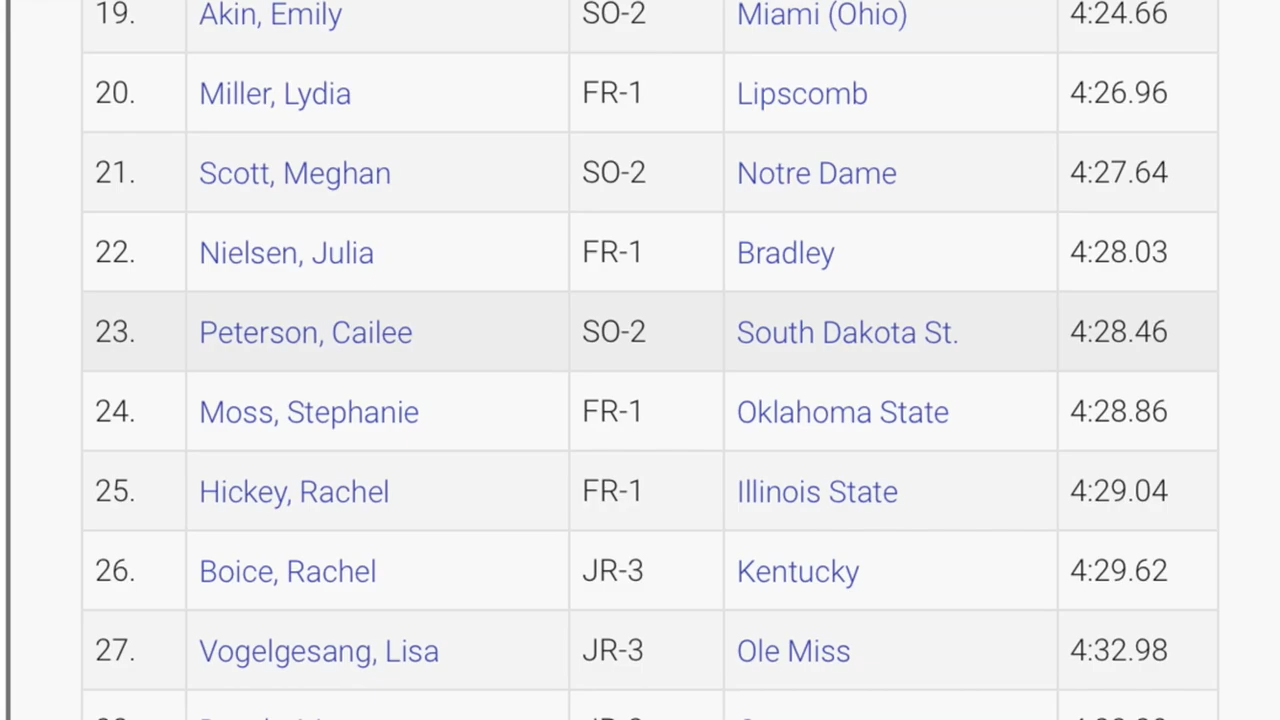 19. Akin, Emily SO-2 Miami (Ohio) 4:24.66
20. Miller, Lydia FR-1 Lipscomb 4:26.96
21. Scott, Meghan SO-2 Notre Dame 4:27.64
22. Nielsen, Julia FR-1 Bradley 4:28.03
23. Peterson, Cailee SO-2 South Dakota St. 4:28.46
24. Moss, Stephanie FR-1 Oklahoma State 4:28.86
25. Hickey, Rachel FR-1 Illinois State 4:29.04
26. Boice, Rachel JR-3 Kentucky 4:29.62
27. Vogelgesang, Lisa JR-3 Ole Miss 4:32.98